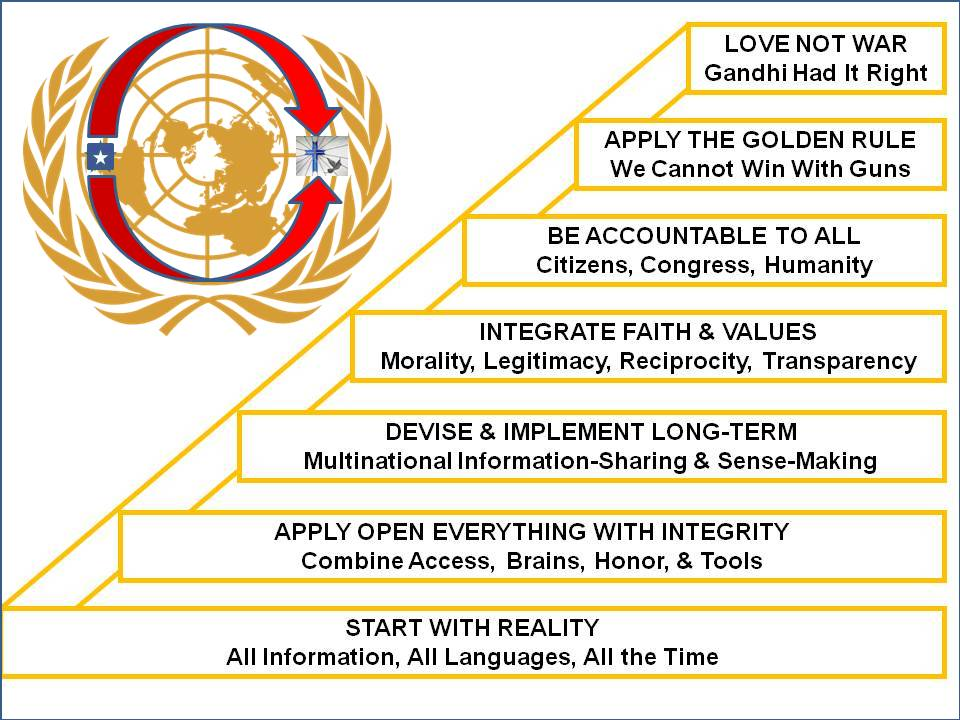 LOVE NOT WAR
Gandhi Had It Right
APPLY THE GOLDEN RULE
We Cannot Win With Guns
BE ACCOUNTABLE TO ALL
Citizens, Congress, Humanity
INTEGRATE FAITH & VALUES
Morality, Legitimacy, Reciprocity, Transparency
DEVISE & IMPLEMENT LONG-TERM
Multinational Information-Sharing & Sense-Making
APPLY OPEN EVERYTHING WITH INTEGRITY
Combine Access, Brains, Honor, & Tools
START WITH REALITY
All Information, All Languages, All the Time